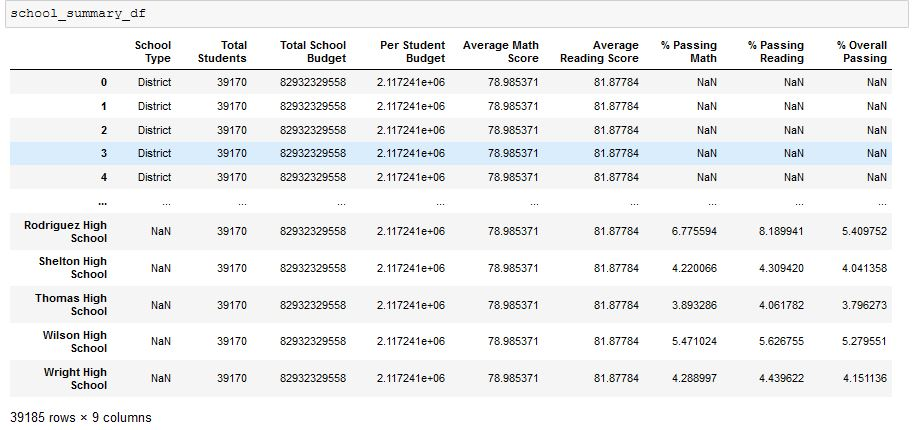 school_summary_df
School Type Total Students Total School Budget Per Student Budget Average Math Score Average Reading Score % Passing Math % Passing Reading % Overall Passing
0 District 39170 82932329558 2.117241e+06 78.985371 81.87784 NaN NaN NaN
1 District 39170 82932329558 2.117241e+06 78.985371 81.87784 NaN NaN NaN
2 District 39170 82932329558 2.117241e+06 78.985371 81.87784 NaN NaN NaN
3 District 39170 82932329558 2.117241e+06 78.985371 81.87784 NaN NaN NaN
4 District 39170 82932329558 2.117241e+06 78.985371 81.87784 NaN NaN NaN
... ... ... ... ... ... ... ... ... ...
Rodriguez High School NaN 39170 82932329558 2.117241e+06 78.985371 81.87784 6.775594 8.189941 5.409752
Shelton High School NaN 39170 82932329558 2.117241e+06 78.985371 81.87784 4.220066 4.309420 4.041358
Thomas High School NaN 39170 82932329558 2.117241e+06 78.985371 81.87784 3.893286 4.061782 3.796273
Wilson High School NaN 39170 82932329558 2.117241e+06 78.985371 81.87784 5.471024 5.626755 5.279551
Wright High School NaN 39170 82932329558 2.117241e+06 78.985371 81.87784 4.288997 4.439622 4.151136
39185 rows × 9 columns